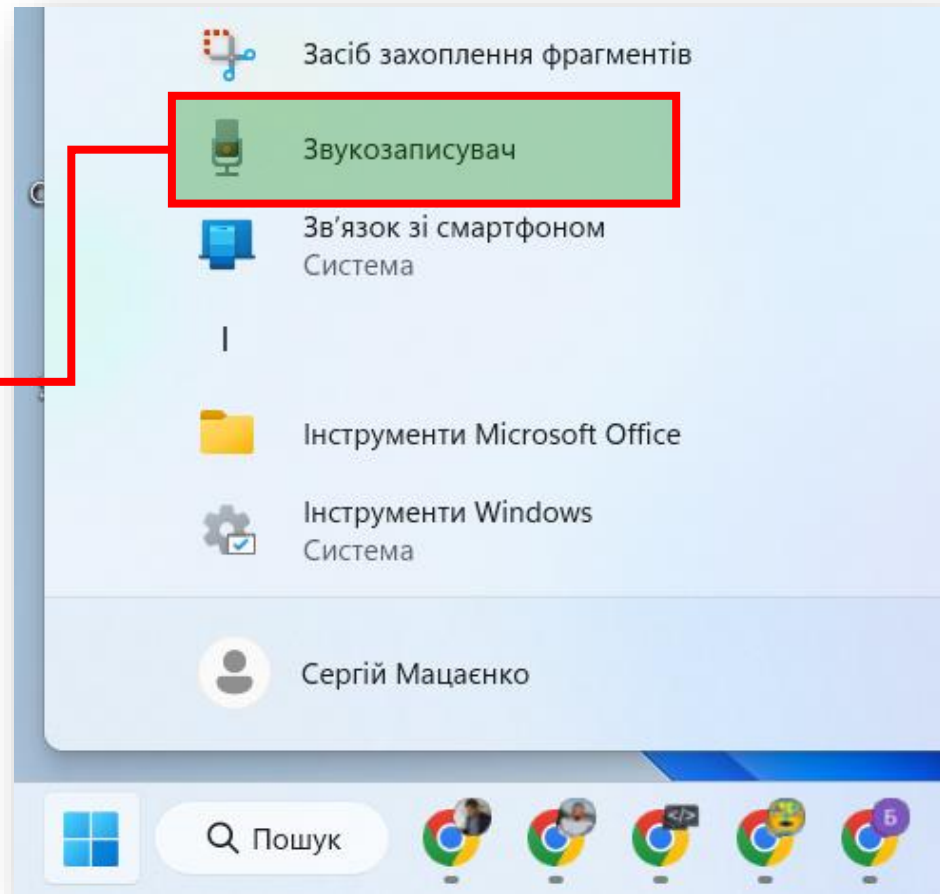 Засіб захоплення фрагментів
Звукозаписувач
Зв’язок зі смартфоном
Система
І
Інструменти Microsoft Office
Інструменти Windows
Система
Сергій Мацаєнко
Пошук
</>
Б